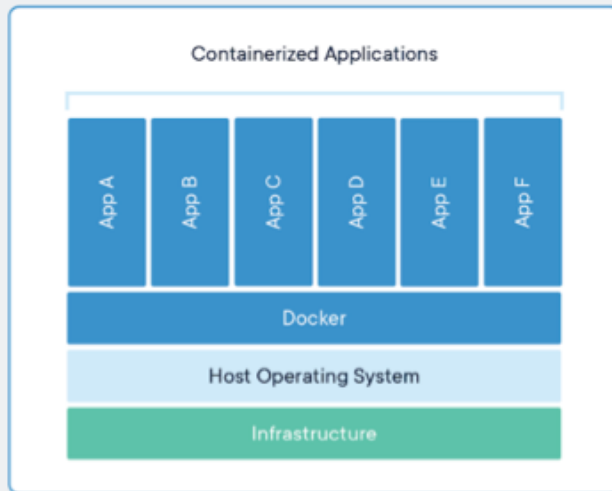 Containerized Applications
App A
App B
App C
App D
App E
App F
Docker
Host Operating System
Infrastructure